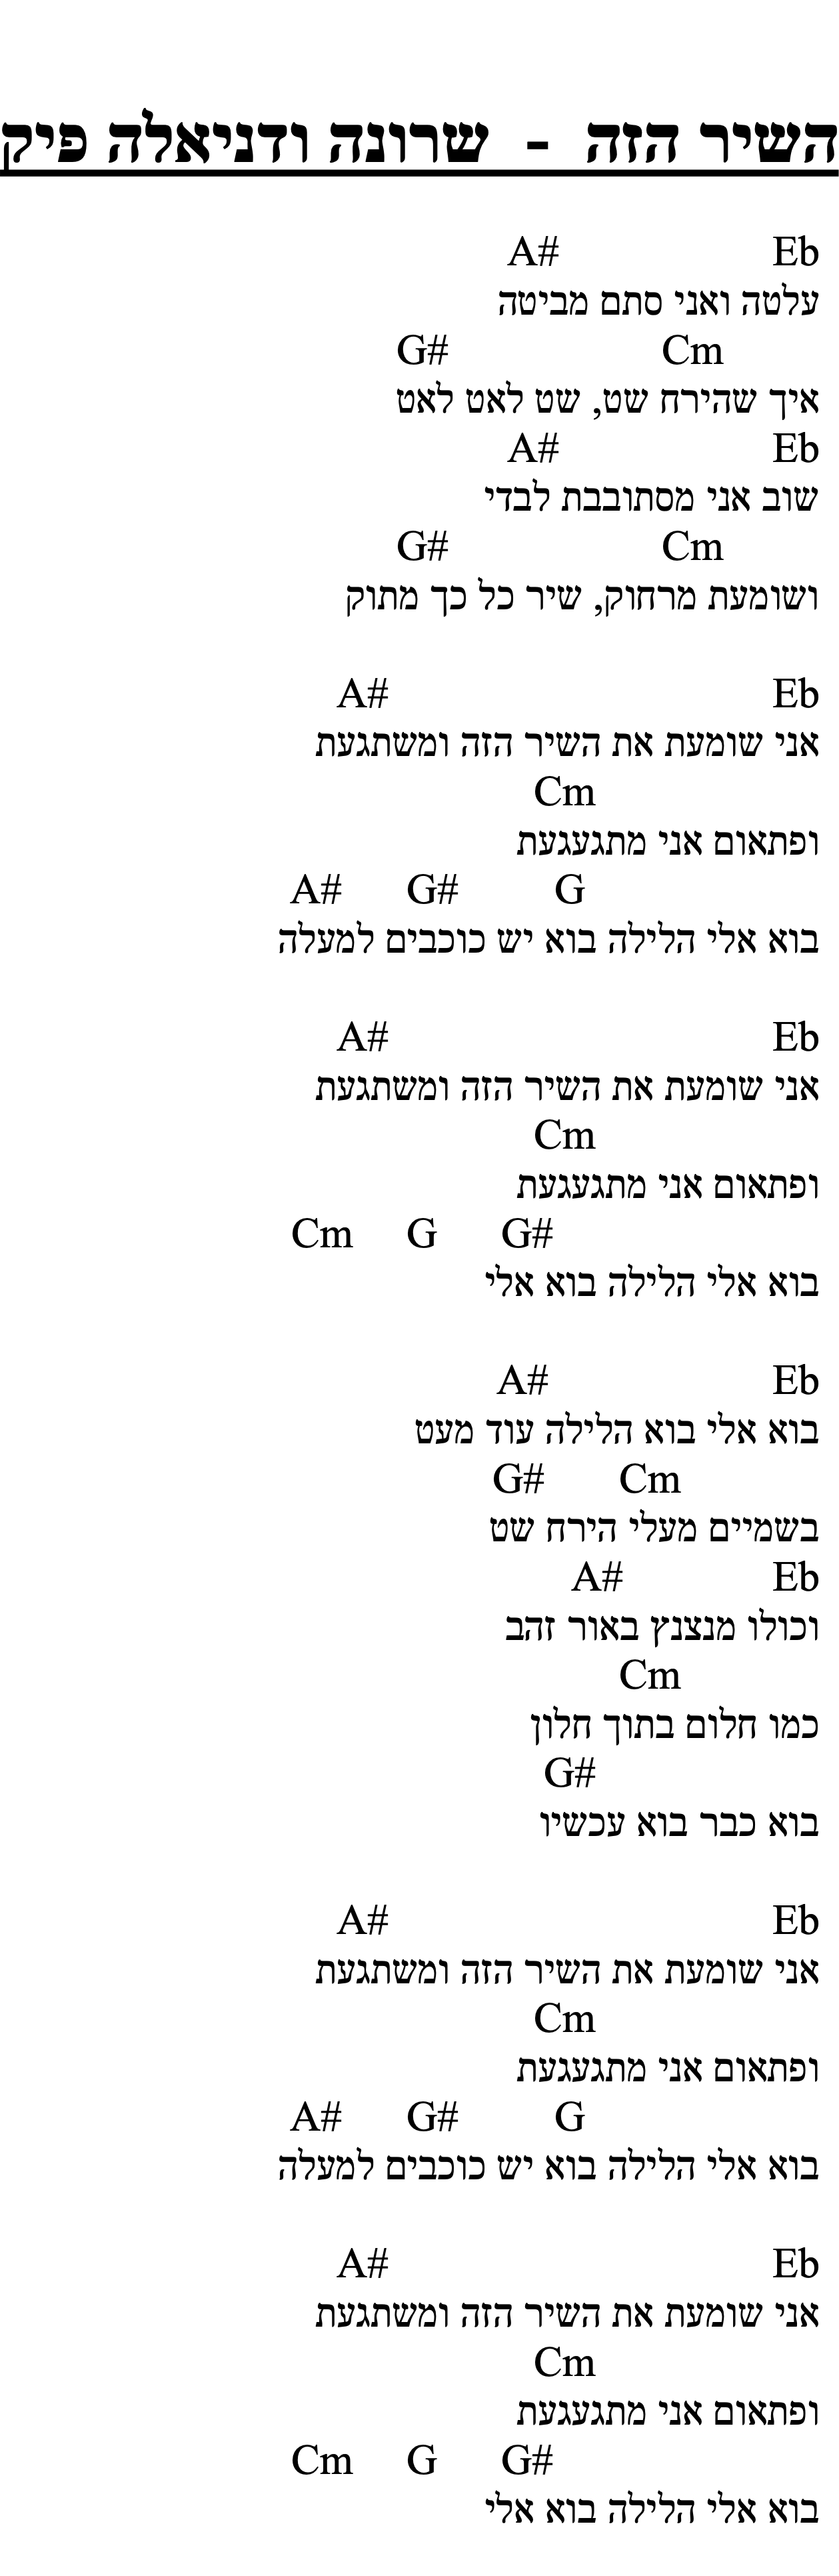 השיר הזה - שרונה ודניאלה פיק
Eb A#
עלטה ואני סתם מביטה
Cm G#
איך שהירח שט, שט לאט לאט
Eb A#
שוב אני מסתובבת לבדי
Cm G#
ושומעת מרחוק, שיר כל כך מתוק
Eb A#
אני שומעת את השיר הזה ומשתגעת
Cm
ופתאום אני מתגעגעת
G G# A#
בוא אלי הלילה בוא יש כוכבים למעלה
Eb A#
אני שומעת את השיר הזה ומשתגעת
Cm
ופתאום אני מתגעגעת
G# G Cm
בוא אלי הלילה בוא אלי
Eb A#
בוא אלי בוא הלילה עוד מעט
Cm G#
בשמיים מעלי הירח שט
Eb A#
וכולו מנצנץ באור זהב
Cm
כמו חלום בתוך חלון
G#
בוא כבר בוא עכשיו
Eb A#
אני שומעת את השיר הזה ומשתגעת
Cm
ופתאום אני מתגעגעת
G G# A#
בוא אלי הלילה בוא יש כוכבים למעלה
Eb A#
אני שומעת את השיר הזה ומשתגעת
Cm
ופתאום אני מתגעגעת
G# G Cm
בוא אלי הלילה בוא אלי